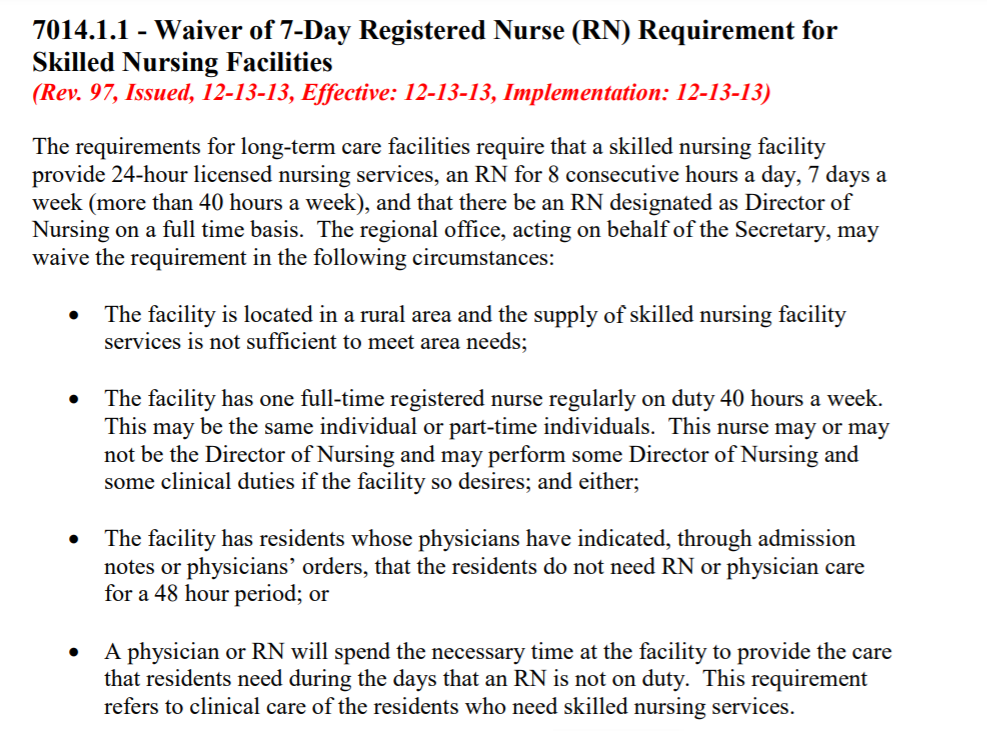 7014.1.1 - Waiver of 7-Day Registered Nurse (RN) Requirement for
Skilled Nursing Facilities
(Rev. 97, Issued, 12-13-13, Effective: 12-13-13, Implementation: 12-13-13)
The requirements for long-term care facilities require that a skilled nursing facility
provide 24-hour licensed nursing services, an RN for 8 consecutive hours a day, 7 days a
week (more than 40 hours a week), and that there be an RN designated as Director of
Nursing on a full time basis. The regional office, acting on behalf of the Secretary, may
waive the requirement in the following circumstances:
• The facility is located in a rural area and the supply of skilled nursing facility
services is not sufficient to meet area needs;
• The facility has one full-time registered nurse regularly on duty 40 hours a week.
This may be the same individual or part-time individuals. This nurse may or may
not be the Director of Nursing and may perform some Director of Nursing and
some clinical duties if the facility so desires; and either;
• The facility has residents whose physicians have indicated, through admission
notes or physicians’ orders, that the residents do not need RN or physician care
for a 48 hour period; or
• A physician or RN will spend the necessary time at the facility to provide the care
that residents need during the days that an RN is not on duty. This requirement
refers to clinical care of the residents who need skilled nursing services.